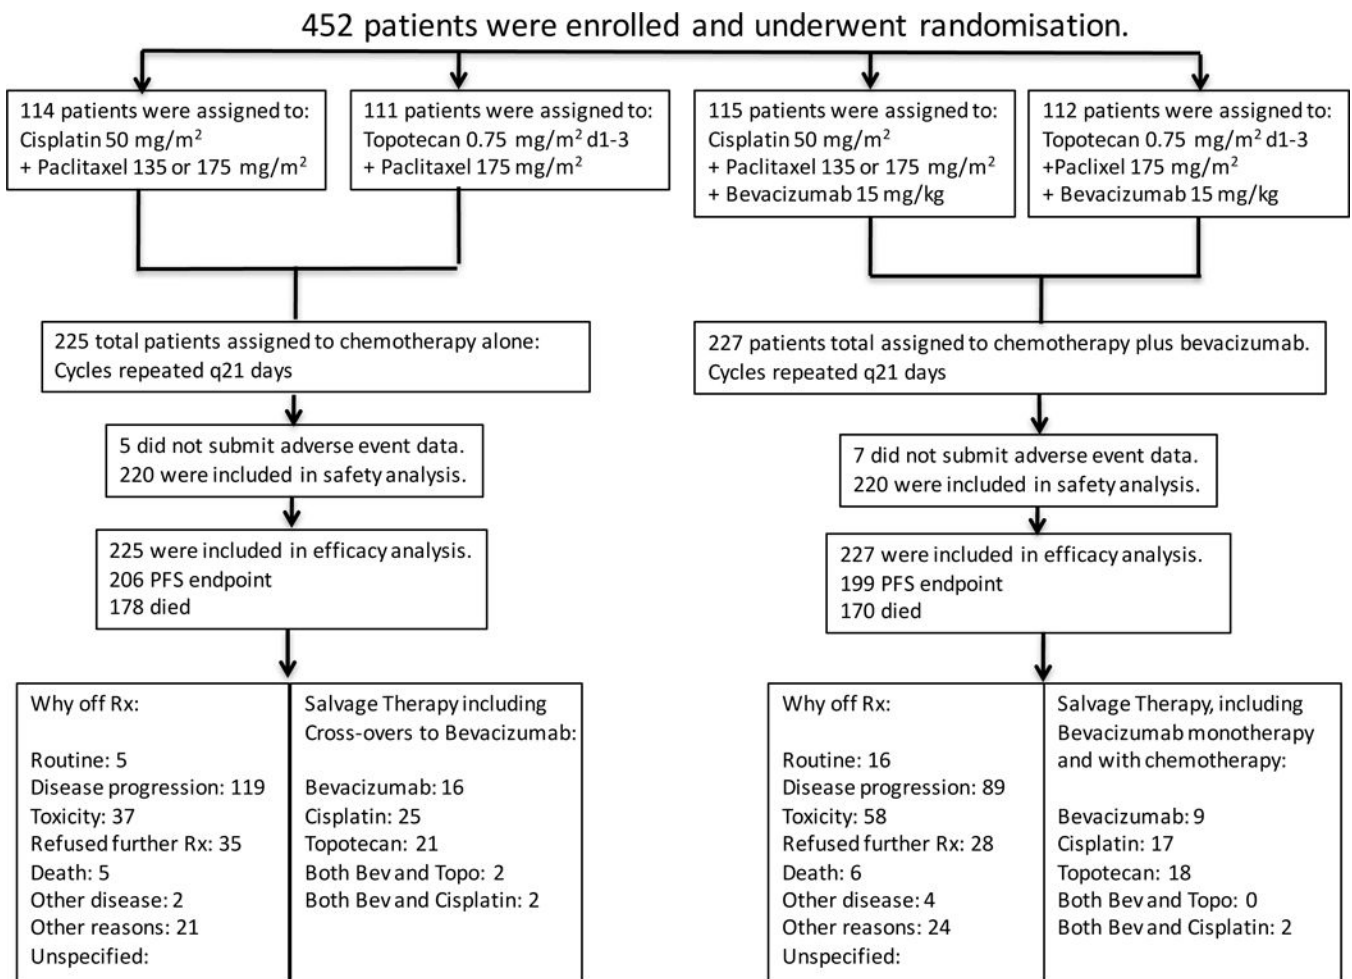 452 patients were enrolled and underwent randomisation.
114 patients were assigned to:
Cisplatin 50 mg/m²
+ Paclitaxel 135 or 175 mg/m²
111 patients were assigned to:
Topotecan 0.75 mg/m² d1-3
+ Paclitaxel 175 mg/m²
115 patients were assigned to:
Cisplatin 50 mg/m²
+ Paclitaxel 135 or 175 mg/m²
+ Bevacizumab 15 mg/kg
112 patients were assigned to:
Topotecan 0.75 mg/m² d1-3
+Paclixel 175 mg/m²
+ Bevacizumab 15 mg/kg
225 total patients assigned to chemotherapy alone:
Cycles repeated q21 days
227 patients total assigned to chemotherapy plus bevacizumab.
Cycles repeated q21 days
5 did not submit adverse event data.
220 were included in safety analysis.
7 did not submit adverse event data.
220 were included in safety analysis.
225 were included in efficacy analysis.
206 PFS endpoint
178 died
227 were included in efficacy analysis.
199 PFS endpoint
170 died
Why off Rx:
Routine: 5
Disease progression: 119
Toxicity: 37
Refused further Rx: 35
Death: 5
Other disease: 2
Other reasons: 21
Unspecified:
Salvage Therapy including
Cross-overs to Bevacizumab:
Bevacizumab: 16
Cisplatin: 25
Topotecan: 21
Both Bev and Topo: 2
Both Bev and Cisplatin: 2
Why off Rx:
Routine: 16
Disease progression: 89
Toxicity: 58
Refused further Rx: 28
Death: 6
Other disease: 4
Other reasons: 24
Unspecified:
Salvage Therapy, including
Bevacizumab monotherapy
and with chemotherapy:
Bevacizumab: 9
Cisplatin: 17
Topotecan: 18
Both Bev and Topo: 0
Both Bev and Cisplatin: 2